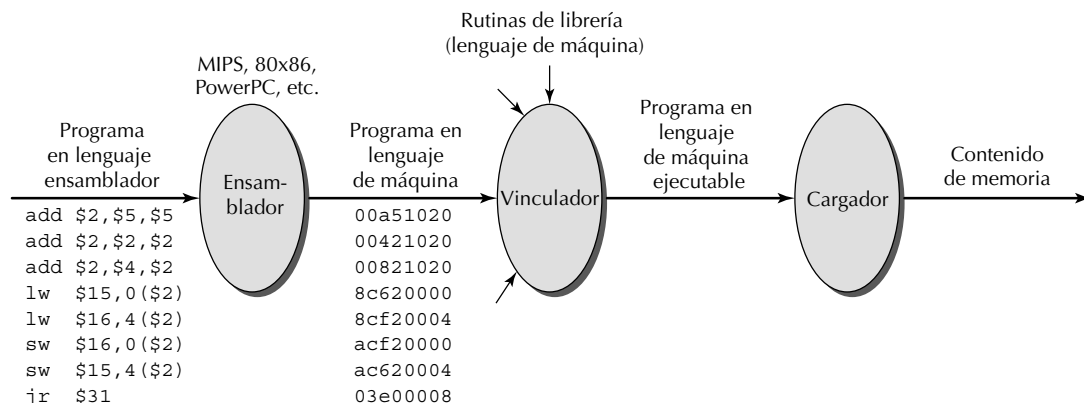 Rutinas de librería
(lenguaje de máquina)
MIPS, 80x86,
PowerPC, etc.
Programa
en lenguaje
ensamblador
Ensam-
blador
Programa en
lenguaje
de máquina
Vinculador
Programa en
lenguaje
de máquina
ejecutable
Cargador
Contenido
de memoria
add $2,$5,$5
add $2,$2,$2
add $2,$4,$2
lw $15,0($2)
lw $16,4($2)
sw $16,0($2)
sw $15,4($2)
jr $31
00a51020
00421020
00821020
8c620000
8cf20004
acf20000
ac620004
03e00008